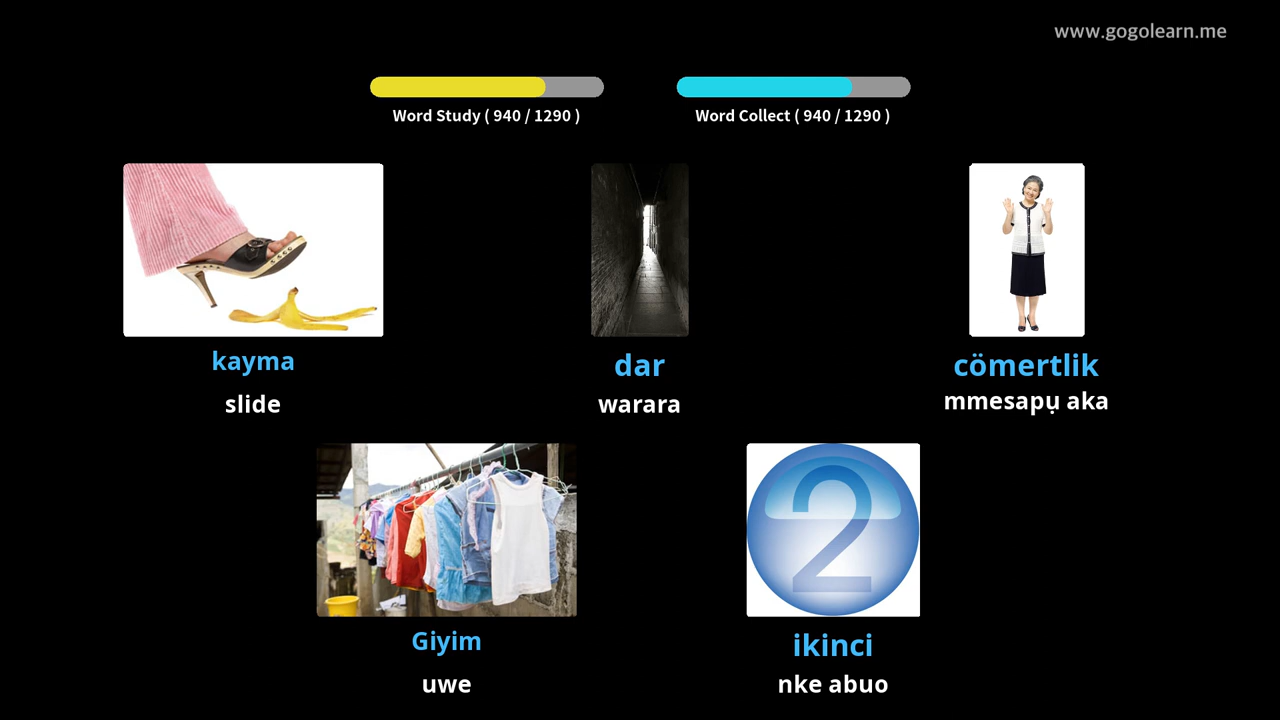 www.gogolearn.me
Word Study ( 940 / 1290 )
Word Collect ( 940 / 1290 )
kayma
slide
dar
warara
cömertlik
mmesapụ aka
Giyim
uwe
2
ikinci
nke abuo